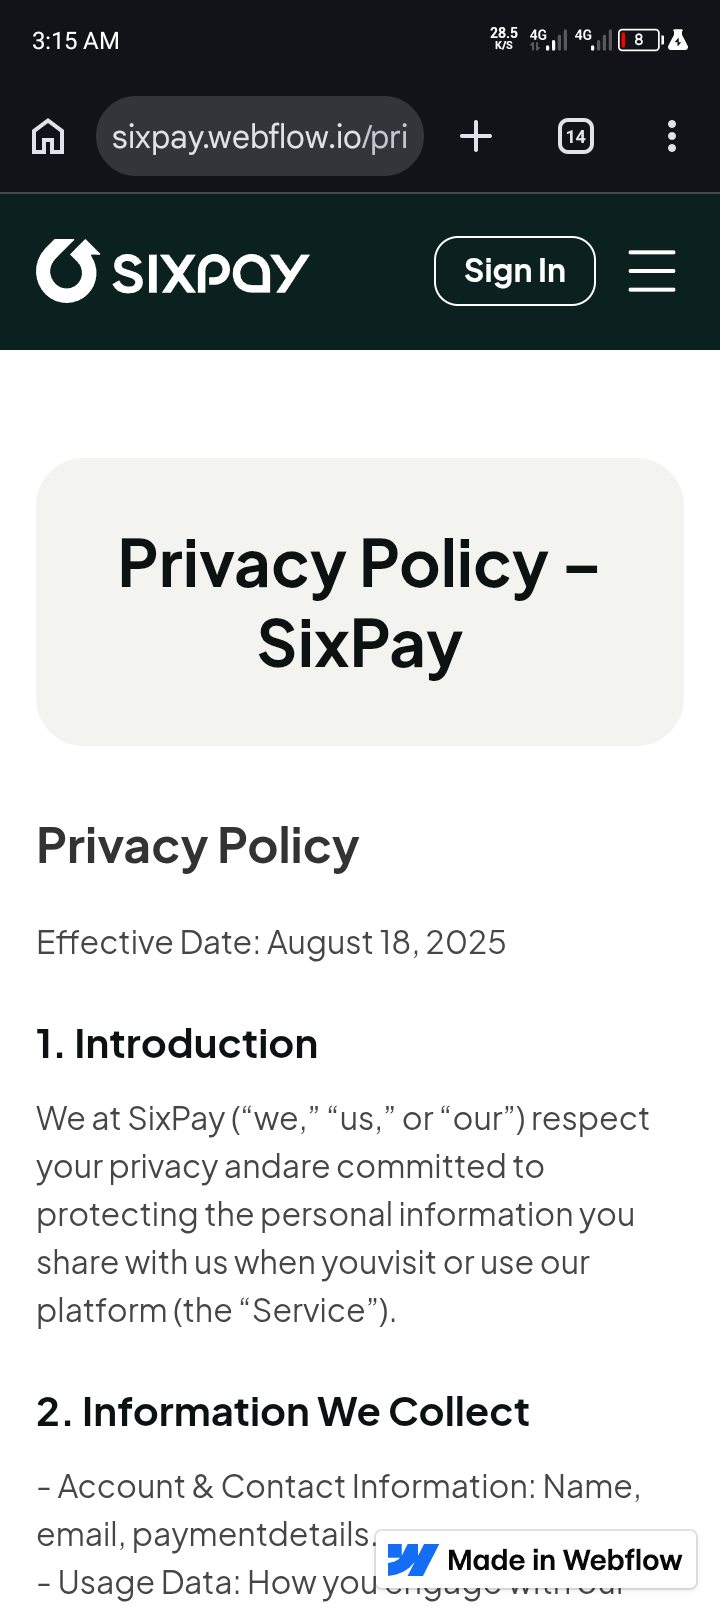 3:15 AM
28.5
K/S
4G
4G
8
sixpay.webflow.io/pri
14
SIXPAY
Sign In
Privacy Policy –
SixPay
Privacy Policy
Effective Date: August 18, 2025
1. Introduction
We at SixPay (“we,” “us,” or “our”) respect
your privacy andare committed to
protecting the personal information you
share with us when youvisit or use our
platform (the “Service”).
2. Information We Collect
- Account & Contact Information: Name,
email, paymentdetails.
Made in Webflow
- Usage Data: How you engage with our